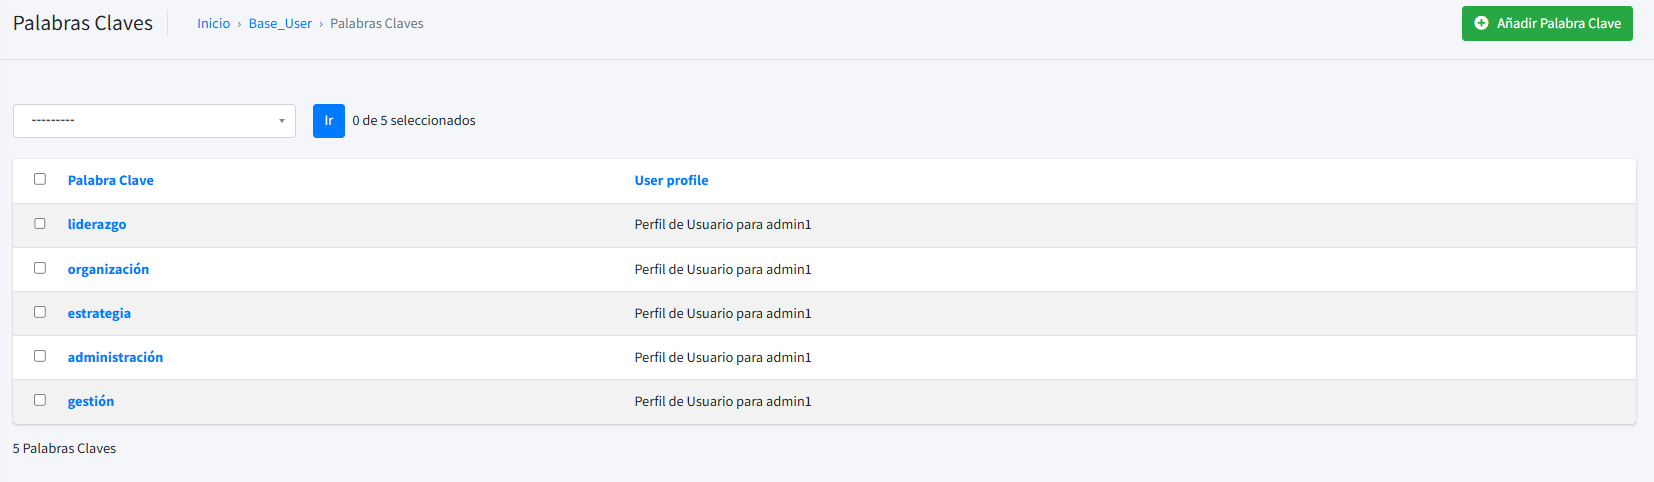 Palabras Claves
Inicio › Base_User › Palabras Claves
Añadir Palabra Clave
---------
Ir
0 de 5 seleccionados
Palabra Clave User profile
liderazgo Perfil de Usuario para admin1
organización Perfil de Usuario para admin1
estrategia Perfil de Usuario para admin1
administración Perfil de Usuario para admin1
gestión Perfil de Usuario para admin1
5 Palabras Claves